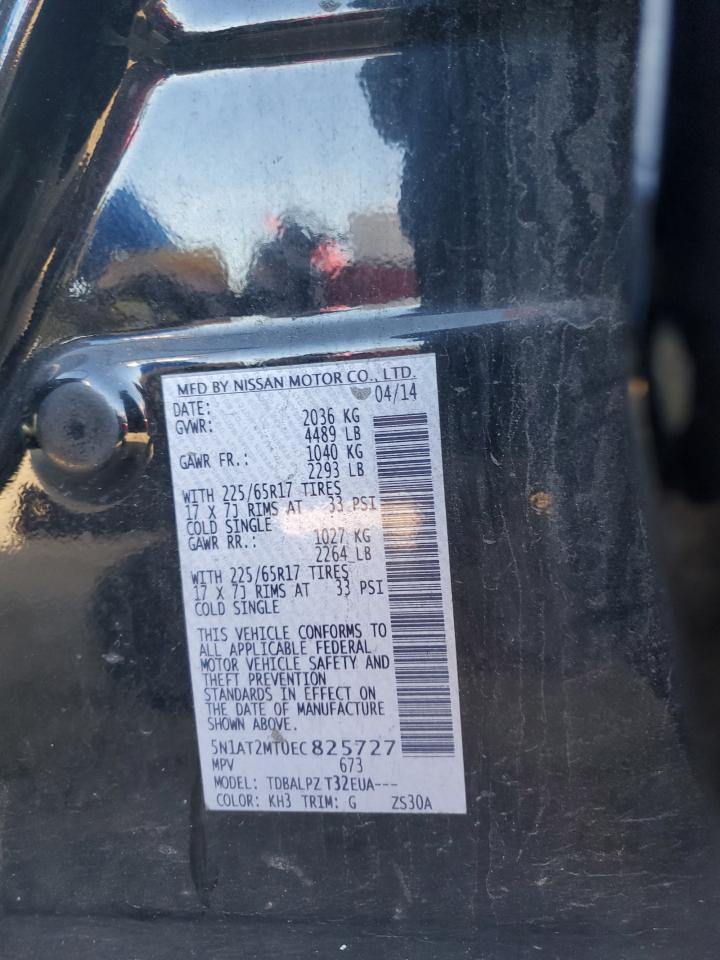 MFD BY NISSAN MOTOR CO., LTD.
DATE: 04/14
GVWR: 2036 KG
4489 LB
GAWR FR.: 1040 KG
2293 LB
WITH 225/65R17 TIRES
17 X 7J RIMS AT 33 PSI
COLD SINGLE
GAWR RR.: 1027 KG
2264 LB
WITH 225/65R17 TIRES
17 X 7J RIMS AT 33 PSI
COLD SINGLE
THIS VEHICLE CONFORMS TO
ALL APPLICABLE FEDERAL
MOTOR VEHICLE SAFETY AND
THEFT PREVENTION
STANDARDS IN EFFECT ON
THE DATE OF MANUFACTURE
SHOWN ABOVE.
5N1AT2MT0EC825727
MPV 673
MODEL: TDBALPZ T32EUA---
COLOR: KH3 TRIM: G ZS30A